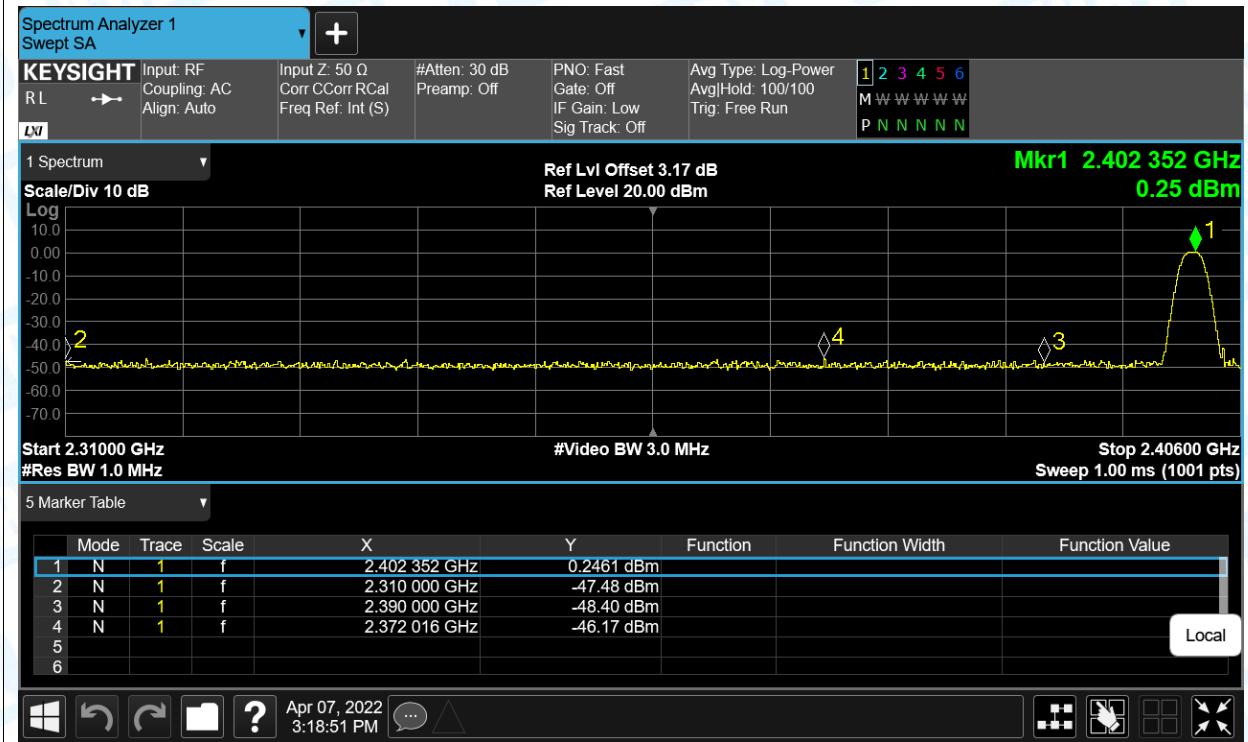 Spectrum Analyzer 1
Swept SA
+
KEYSIGHT
R L
LXI
Input: RF
Coupling: AC
Align: Auto
Input Z: 50 Ω
Corr CCorr RCal
Freq Ref: Int (S)
#Atten: 30 dB
Preamp: Off
PNO: Fast
Gate: Off
IF Gain: Low
Sig Track: Off
Avg Type: Log-Power
Avg|Hold: 100/100
Trig: Free Run
1 2 3 4 5 6
M W W W W W
P N N N N N
1 Spectrum
Scale/Div 10 dB
Ref Lvl Offset 3.17 dB
Ref Level 20.00 dBm
Mkr1 2.402 352 GHz
0.25 dBm
Log
10.0
0.00
-10.0
-20.0
-30.0
-40.0
-50.0
-60.0
-70.0
1
2
4
3
Start 2.31000 GHz
#Res BW 1.0 MHz
#Video BW 3.0 MHz
Stop 2.40600 GHz
Sweep 1.00 ms (1001 pts)
5 Marker Table
Mode Trace Scale X Y Function Function Width Function Value
1 N 1 f 2.402 352 GHz 0.2461 dBm
2 N 1 f 2.310 000 GHz -47.48 dBm
3 N 1 f 2.390 000 GHz -48.40 dBm
4 N 1 f 2.372 016 GHz -46.17 dBm
5
6
Local
?
Apr 07, 2022
3:18:51 PM